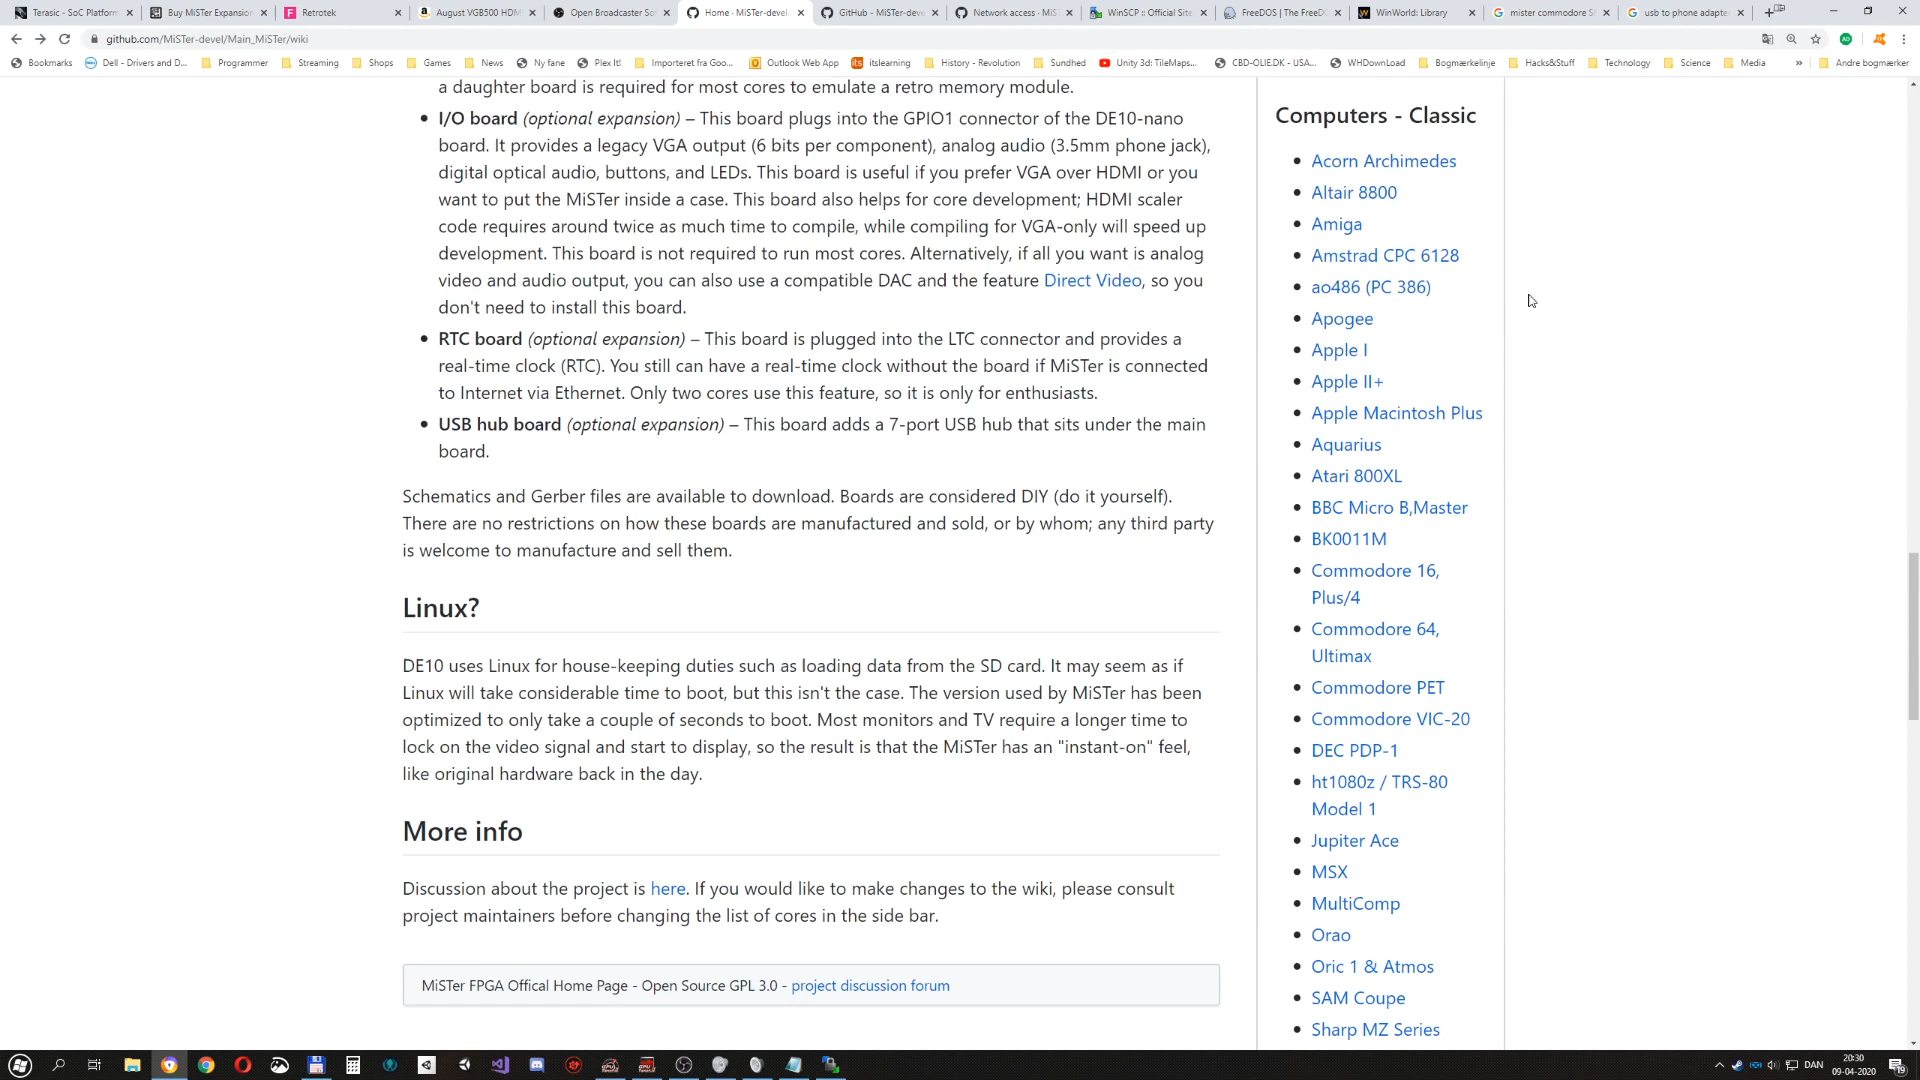 Terasic - SoC Platform
Buy MiSTer Expansion
Retrotek
August VGB500 HDMI
Open Broadcaster So
Home · MiSTer-devel
GitHub - MiSTer-deve
Network access · MiST
WinSCP :: Official Site
FreeDOS | The FreeDO
WinWorld: Library
mister commodore 5
usb to phone adapter
github.com/MiSTer-devel/Main_MiSTer/wiki
Bookmarks
Dell - Drivers and D...
Programmer
Streaming
Shops
Games
News
Ny fane
Plex It!
Importeret fra Goo...
Outlook Web App
itslearning
History - Revolution
Sundhed
Unity 3d: TileMaps...
CBD-OLIE.DK - USA...
WHDownLoad
Bogmærkelinje
Hacks&Stuff
Technology
Science
Media
»
Andre bogmærker
a daughter board is required for most cores to emulate a retro memory module.
I/O board (optional expansion) – This board plugs into the GPIO1 connector of the DE10-nano
board. It provides a legacy VGA output (6 bits per component), analog audio (3.5mm phone jack),
digital optical audio, buttons, and LEDs. This board is useful if you prefer VGA over HDMI or you
want to put the MiSTer inside a case. This board also helps for core development; HDMI scaler
code requires around twice as much time to compile, while compiling for VGA-only will speed up
development. This board is not required to run most cores. Alternatively, if all you want is analog
video and audio output, you can also use a compatible DAC and the feature Direct Video, so you
don't need to install this board.
RTC board (optional expansion) – This board is plugged into the LTC connector and provides a
real-time clock (RTC). You still can have a real-time clock without the board if MiSTer is connected
to Internet via Ethernet. Only two cores use this feature, so it is only for enthusiasts.
USB hub board (optional expansion) – This board adds a 7-port USB hub that sits under the main
board.
Schematics and Gerber files are available to download. Boards are considered DIY (do it yourself).
There are no restrictions on how these boards are manufactured and sold, or by whom; any third party
is welcome to manufacture and sell them.
Linux?
DE10 uses Linux for house-keeping duties such as loading data from the SD card. It may seem as if
Linux will take considerable time to boot, but this isn't the case. The version used by MiSTer has been
optimized to only take a couple of seconds to boot. Most monitors and TV require a longer time to
lock on the video signal and start to display, so the result is that the MiSTer has an "instant-on" feel,
like original hardware back in the day.
More info
Discussion about the project is here. If you would like to make changes to the wiki, please consult
project maintainers before changing the list of cores in the side bar.
MiSTer FPGA Offical Home Page - Open Source GPL 3.0 - project discussion forum
Computers - Classic
Acorn Archimedes
Altair 8800
Amiga
Amstrad CPC 6128
ao486 (PC 386)
Apogee
Apple I
Apple II+
Apple Macintosh Plus
Aquarius
Atari 800XL
BBC Micro B,Master
BK0011M
Commodore 16,
Plus/4
Commodore 64,
Ultimax
Commodore PET
Commodore VIC-20
DEC PDP-1
ht1080z / TRS-80
Model 1
Jupiter Ace
MSX
MultiComp
Orao
Oric 1 & Atmos
SAM Coupe
Sharp MZ Series
DAN
20:30
09-04-2020